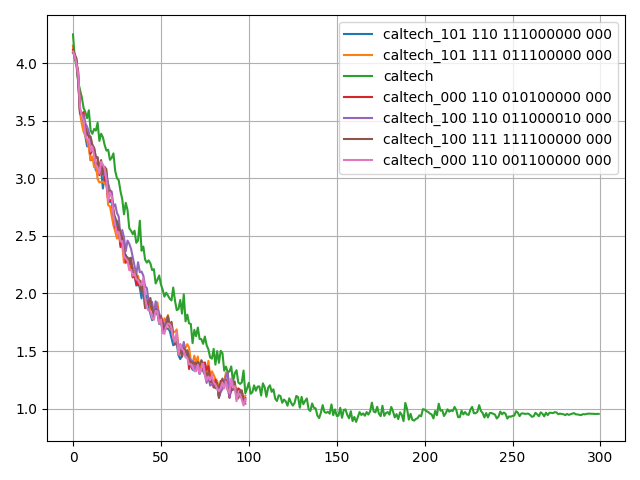 caltech_101 110 111000000 000
caltech_101 111 011100000 000
caltech
caltech_000 110 010100000 000
caltech_100 110 011000010 000
caltech_100 111 111100000 000
caltech_000 110 001100000 000
4.0
3.5
3.0
2.5
2.0
1.5
1.0
0 50 100 150 200 250 300